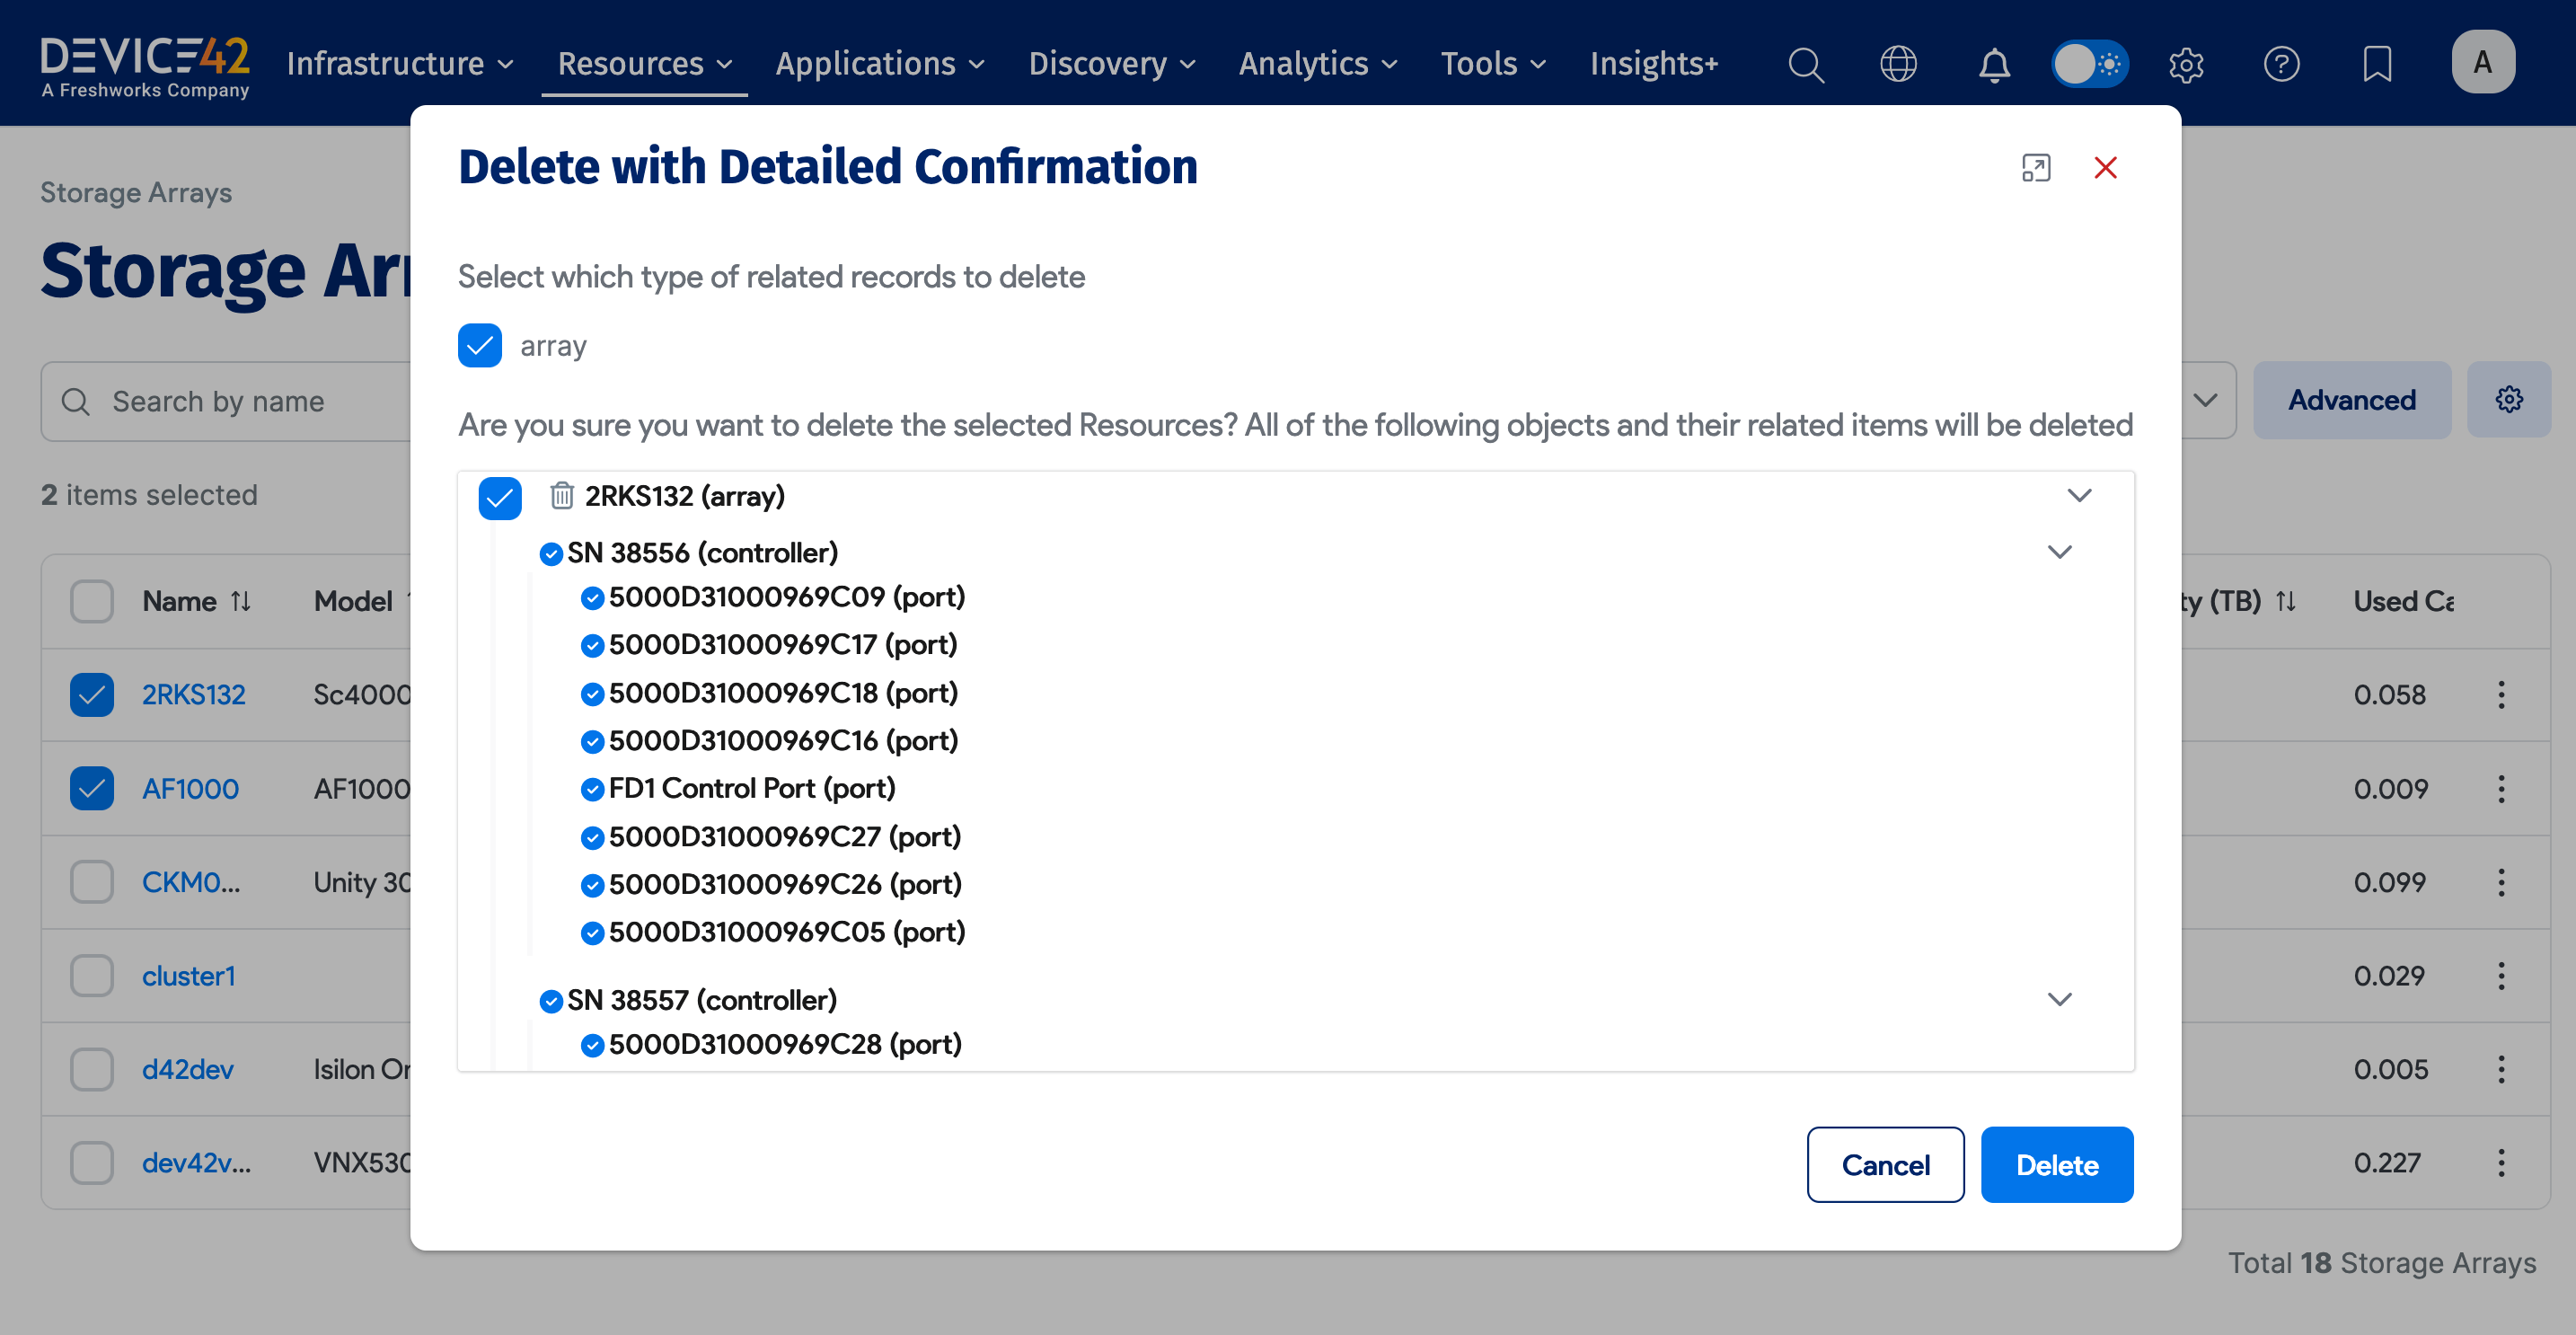 DEVICE42
A Freshworks Company
Infrastructure Resources Applications Discovery Analytics Tools Insights+ A
Storage Arrays
Storage Arr
Search by name
Advanced
2 items selected
Name Model ty (TB) Used Ca
2RKS132 Sc4000 0.058
AF1000 AF1000 0.009
CKM0... Unity 30 0.099
cluster1 0.029
d42dev Isilon On 0.005
dev42v... VNX530 0.227
Total 18 Storage Arrays
Delete with Detailed Confirmation
Select which type of related records to delete
array
Are you sure you want to delete the selected Resources? All of the following objects and their related items will be deleted
2RKS132 (array)
SN 38556 (controller)
5000D31000969C09 (port)
5000D31000969C17 (port)
5000D31000969C18 (port)
5000D31000969C16 (port)
FD1 Control Port (port)
5000D31000969C27 (port)
5000D31000969C26 (port)
5000D31000969C05 (port)
SN 38557 (controller)
5000D31000969C28 (port)
Cancel Delete